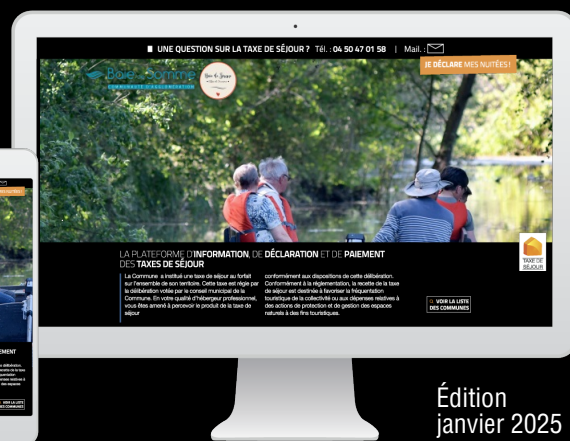 UNE QUESTION SUR LA TAXE DE SÉJOUR ? Tél. : 04 50 47 01 58 | Mail. :
JE DÉCLARE MES NUITÉES !
Baie de Somme
COMMUNAUTÉ D'AGGLOMÉRATION
LA PLATEFORME D'INFORMATION, DE DÉCLARATION ET DE PAIEMENT
DES TAXES DE SÉJOUR
La Commune a institué une taxe de séjour au forfait
sur l'ensemble de son territoire. Cette taxe est régie par
la délibération votée par le conseil municipal de la
Commune. En votre qualité d'hébergeur professionnel,
vous êtes amené à percevoir le produit de la taxe de
séjour
conformément aux dispositions de cette délibération.
Conformément à la réglementation, la recette de la taxe
de séjour est destinée à favoriser la fréquentation
touristique de la collectivité ou aux dépenses relatives à
des actions de protection et de gestion des espaces
naturels à des fins touristiques.
TAXE DE
SÉJOUR
VOIR LA LISTE
DES COMMUNES
EMENT
VOIR LA LISTE
DES COMMUNES
Édition
janvier 2025